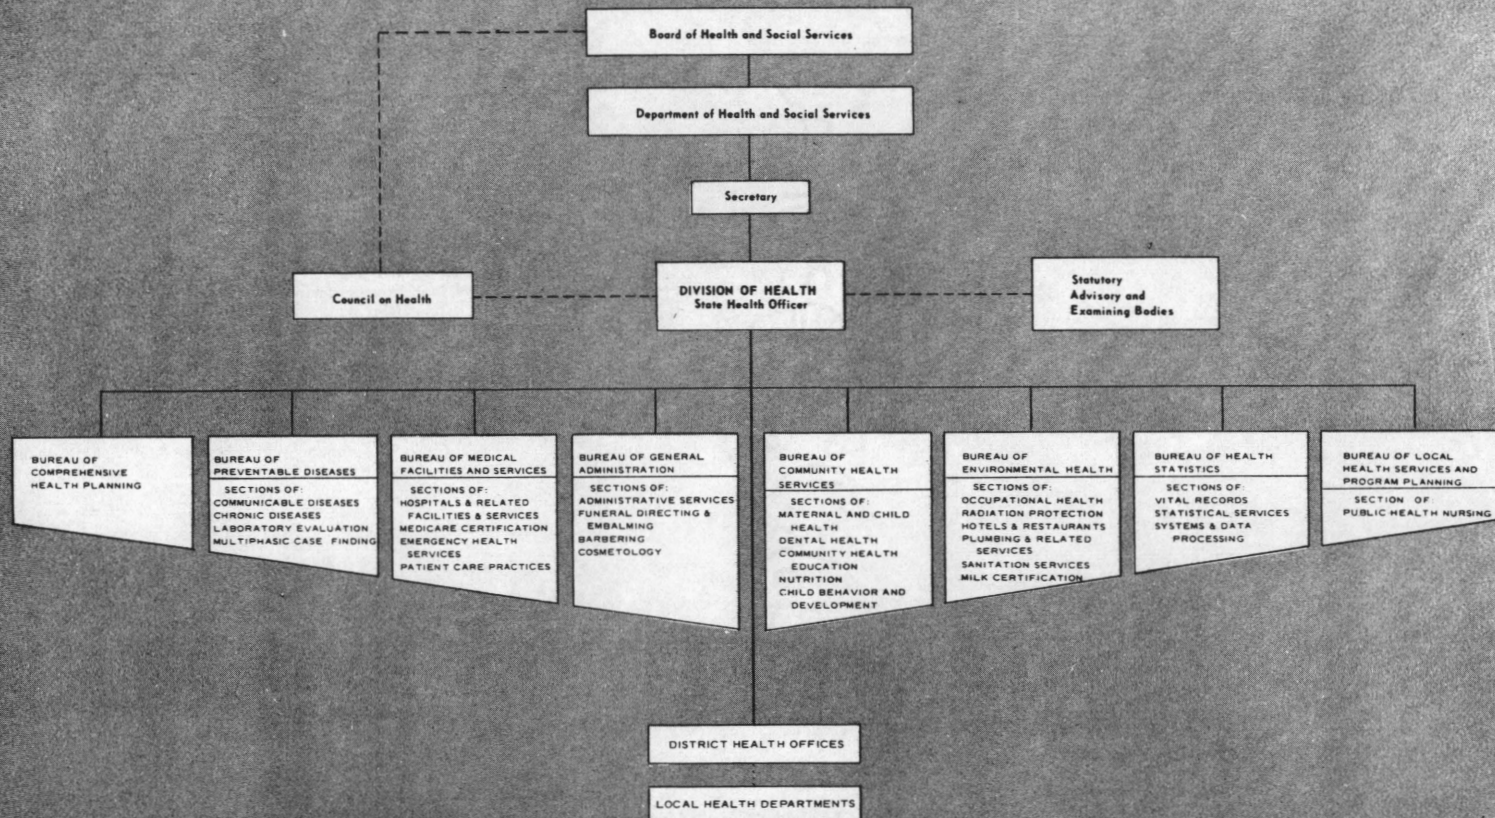 Board of Health and Social Services
Department of Health and Social Services
Secretary
Council on Health
DIVISION OF HEALTH
State Health Officer
Statutory
Advisory and
Examining Bodies
BUREAU OF
COMPREHENSIVE
HEALTH PLANNING
BUREAU OF
PREVENTABLE DISEASES
SECTIONS OF:
COMMUNICABLE DISEASES
CHRONIC DISEASES
LABORATORY EVALUATION
MULTIPHASIC CASE FINDING
BUREAU OF MEDICAL
FACILITIES AND SERVICES
SECTIONS OF:
HOSPITALS & RELATED
FACILITIES & SERVICES
MEDICARE CERTIFICATION
EMERGENCY HEALTH
SERVICES
PATIENT CARE PRACTICES
BUREAU OF GENERAL
ADMINISTRATION
SECTIONS OF:
ADMINISTRATIVE SERVICES
FUNERAL DIRECTING &
EMBALMING
BARBERING
COSMETOLOGY
BUREAU OF
COMMUNITY HEALTH
SERVICES
SECTIONS OF:
MATERNAL AND CHILD
HEALTH
DENTAL HEALTH
COMMUNITY HEALTH
EDUCATION
NUTRITION
CHILD BEHAVIOR AND
DEVELOPMENT
BUREAU OF
ENVIRONMENTAL HEALTH
SECTIONS OF:
OCCUPATIONAL HEALTH
RADIATION PROTECTION
HOTELS & RESTAURANTS
PLUMBING & RELATED
SERVICES
SANITATION SERVICES
MILK CERTIFICATION
BUREAU OF HEALTH
STATISTICS
SECTIONS OF:
VITAL RECORDS
STATISTICAL SERVICES
SYSTEMS & DATA
PROCESSING
BUREAU OF LOCAL
HEALTH SERVICES AND
PROGRAM PLANNING
SECTION OF:
PUBLIC HEALTH NURSING
DISTRICT HEALTH OFFICES
LOCAL HEALTH DEPARTMENTS